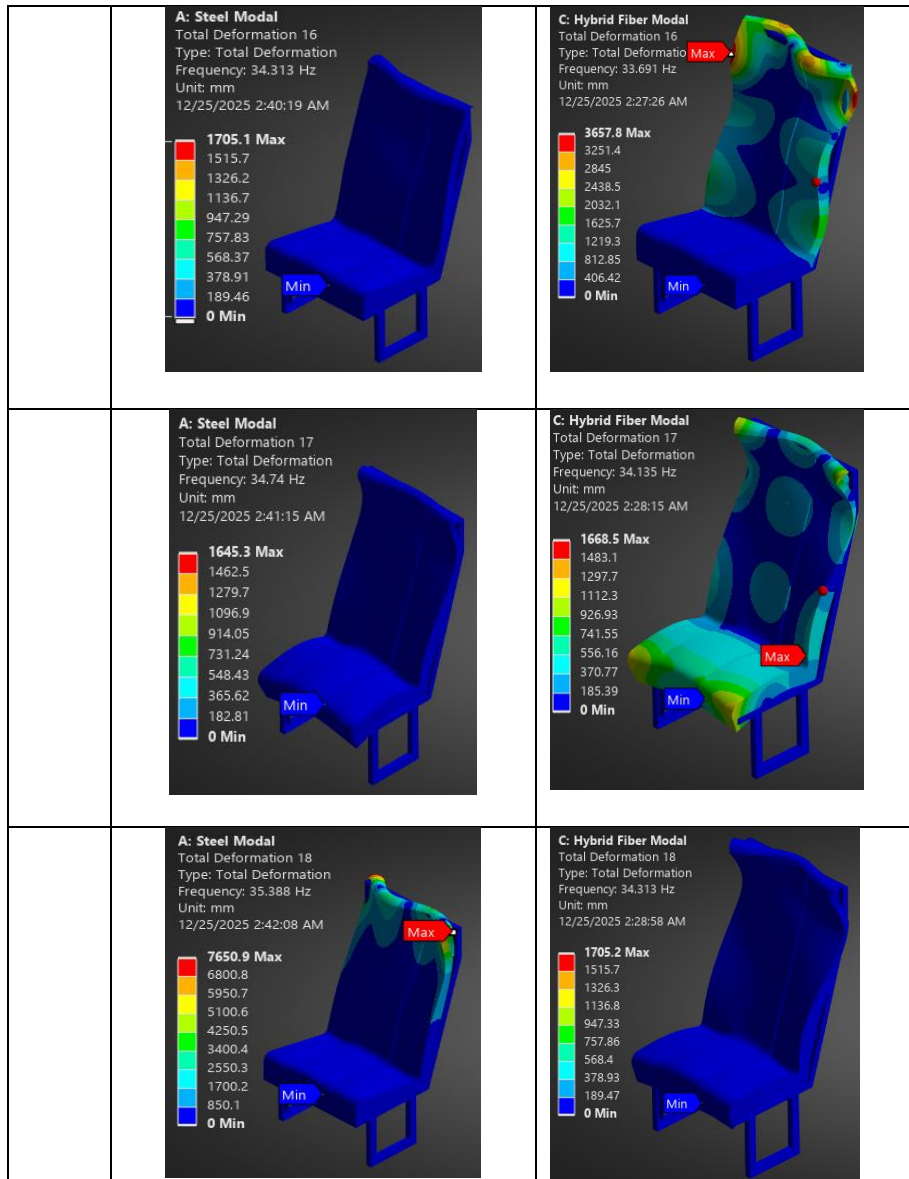 A: Steel Modal
Total Deformation 16
Type: Total Deformation
Frequency: 34.313 Hz
Unit: mm
12/25/2025 2:40:19 AM
1705.1 Max
1515.7
1326.2
1136.7
947.29
757.83
568.37
378.91
189.46
0 Min
Min
C: Hybrid Fiber Modal
Total Deformation 16
Type: Total Deformatio
Frequency: 33.691 Hz
Unit: mm
12/25/2025 2:27:26 AM
Max
3657.8 Max
3251.4
2845
2438.5
2032.1
1625.7
1219.3
812.85
406.42
0 Min
Min
A: Steel Modal
Total Deformation 17
Type: Total Deformation
Frequency: 34.74 Hz
Unit: mm
12/25/2025 2:41:15 AM
1645.3 Max
1462.5
1279.7
1096.9
914.05
731.24
548.43
365.62
182.81
0 Min
Min
C: Hybrid Fiber Modal
Total Deformation 17
Type: Total Deformation
Frequency: 34.135 Hz
Unit: mm
12/25/2025 2:28:15 AM
1668.5 Max
1483.1
1297.7
1112.3
926.93
741.55
556.16
370.77
185.39
0 Min
Max
Min
A: Steel Modal
Total Deformation 18
Type: Total Deformation
Frequency: 35.388 Hz
Unit: mm
12/25/2025 2:42:08 AM
Max
7650.9 Max
6800.8
5950.7
5100.6
4250.5
3400.4
2550.3
1700.2
850.1
0 Min
Min
C: Hybrid Fiber Modal
Total Deformation 18
Type: Total Deformation
Frequency: 34.313 Hz
Unit: mm
12/25/2025 2:28:58 AM
1705.2 Max
1515.7
1326.3
1136.8
947.33
757.86
568.4
378.93
189.47
0 Min
Min